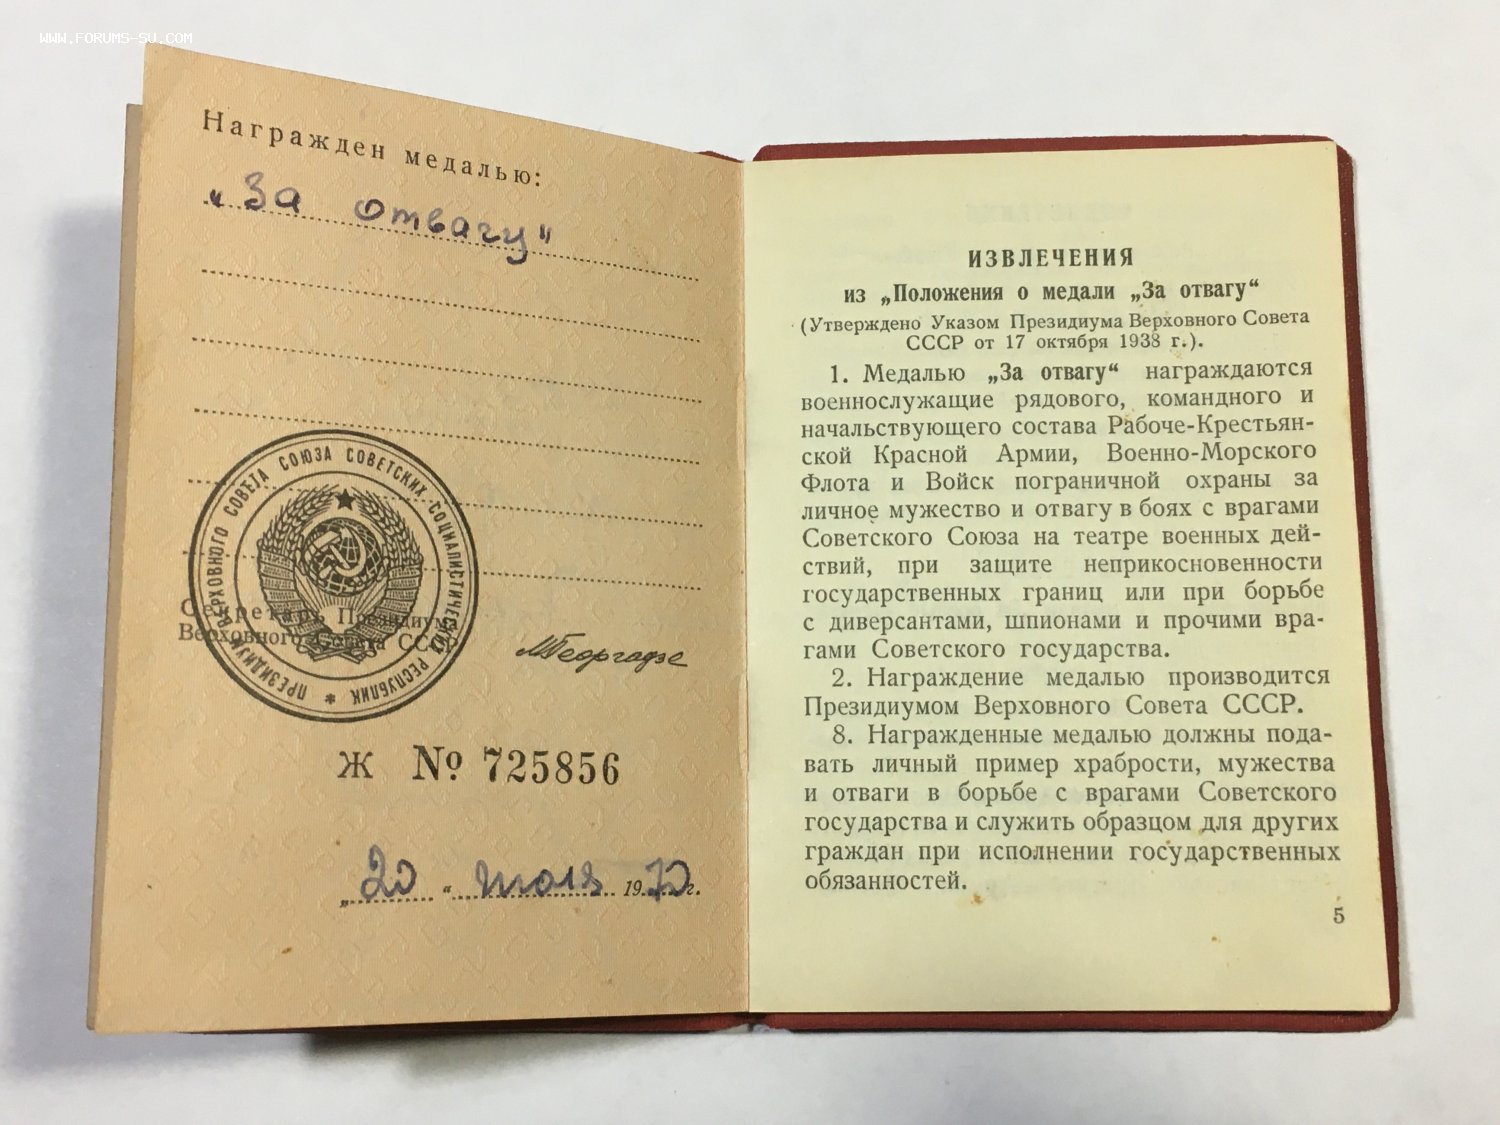 WWW.FORUMS-SU.COM
Награжден медалью:
"За отвагу"
ПРЕЗИДИУМ ВЕРХОВНОГО СОВЕТА СОЮЗА СОВЕТСКИХ СОЦИАЛИСТИЧЕСКИХ РЕСПУБЛИК *
Секретарь Президиума
Верховного Совета СССР
МГеоргадзе
Ж № 725856
„20“ июля 1970 г.
ИЗВЛЕЧЕНИЯ
из „Положения о медали „За отвагу“
(Утверждено Указом Президиума Верховного Совета
СССР от 17 октября 1938 г.).
1. Медалью „За отвагу“ награждаются
военнослужащие рядового, командного и
начальствующего состава Рабоче-Крестьян-
ской Красной Армии, Военно-Морского
Флота и Войск пограничной охраны за
личное мужество и отвагу в боях с врагами
Советского Союза на театре военных дей-
ствий, при защите неприкосновенности
государственных границ или при борьбе
с диверсантами, шпионами и прочими вра-
гами Советского государства.
2. Награждение медалью производится
Президиумом Верховного Совета СССР.
8. Награжденные медалью должны пода-
вать личный пример храбрости, мужества
и отваги в борьбе с врагами Советского
государства и служить образцом для других
граждан при исполнении государственных
обязанностей.
5